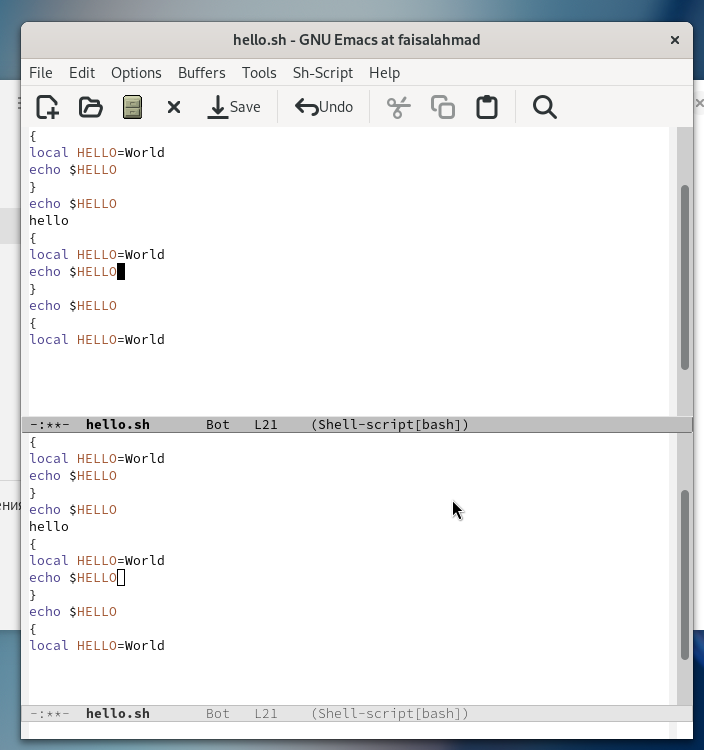 hello.sh - GNU Emacs at faisalahmad
File Edit Options Buffers Tools Sh-Script Help
Save Undo
{
local HELLO=World
echo $HELLO
}
echo $HELLO
hello
{
local HELLO=World
echo $HELLO
}
echo $HELLO
{
local HELLO=World
-:**- hello.sh Bot L21 (Shell-script[bash])
{
local HELLO=World
echo $HELLO
}
echo $HELLO
hello
{
local HELLO=World
echo $HELLO
}
echo $HELLO
{
local HELLO=World
-:**- hello.sh Bot L21 (Shell-script[bash])